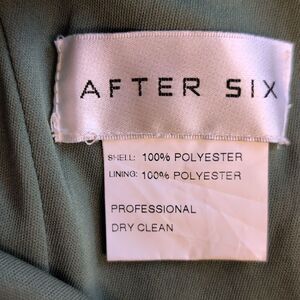 AFTER SIX
SHELL: 100% POLYESTER
LINING: 100% POLYESTER
PROFESSIONAL
DRY CLEAN